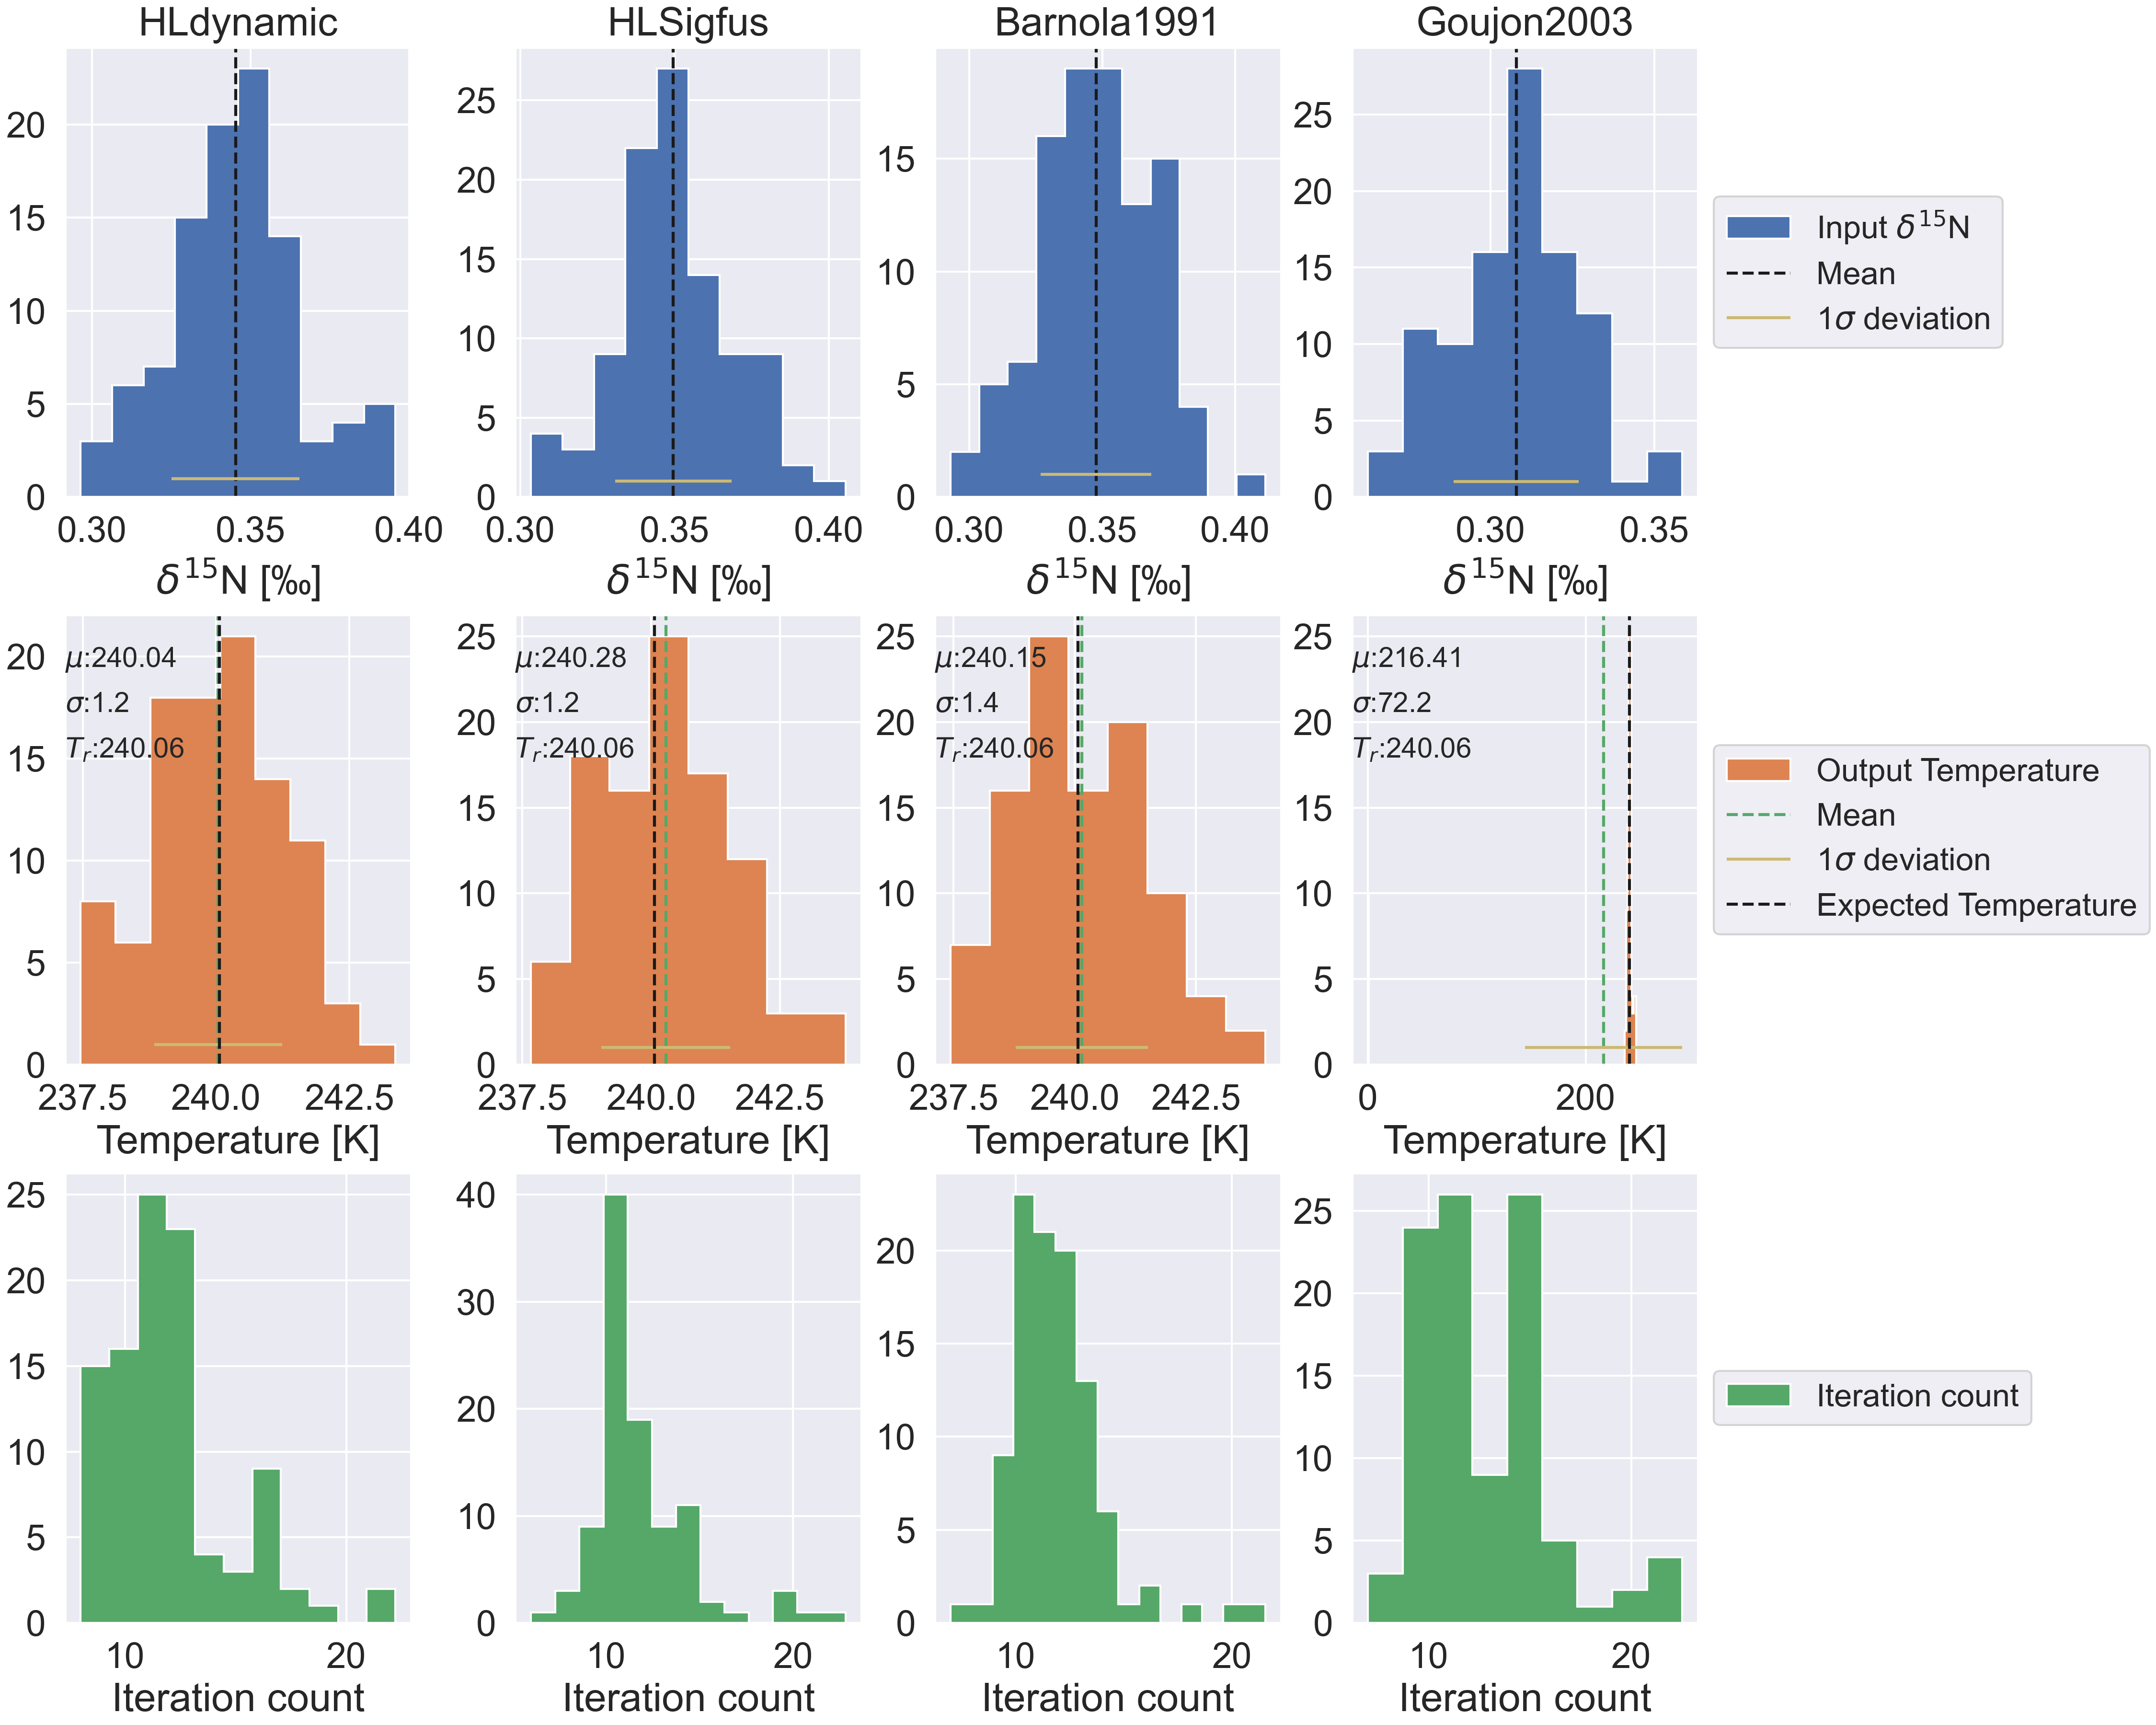 HLdynamic HLSigfus Barnola1991 Goujon2003
20
15
10
5
0
0.30 0.35 0.40
δ¹⁵N [‰]
25
20
15
10
5
0
0.30 0.35 0.40
δ¹⁵N [‰]
15
10
5
0
0.30 0.35 0.40
δ¹⁵N [‰]
25
20
15
10
5
0
0.30 0.35
δ¹⁵N [‰]
Input δ¹⁵N
Mean
1σ deviation
20
15
10
5
0
μ:240.04
σ:1.2
Tᵣ:240.06
237.5 240.0 242.5
Temperature [K]
25
20
15
10
5
0
μ:240.28
σ:1.2
Tᵣ:240.06
237.5 240.0 242.5
Temperature [K]
25
20
15
10
5
0
μ:240.15
σ:1.4
Tᵣ:240.06
237.5 240.0 242.5
Temperature [K]
25
20
15
10
5
0
μ:216.41
σ:72.2
Tᵣ:240.06
0 200
Temperature [K]
Output Temperature
Mean
1σ deviation
Expected Temperature
25
20
15
10
5
0
10 20
Iteration count
40
30
20
10
0
10 20
Iteration count
20
15
10
5
0
10 20
Iteration count
25
20
15
10
5
0
10 20
Iteration count
Iteration count